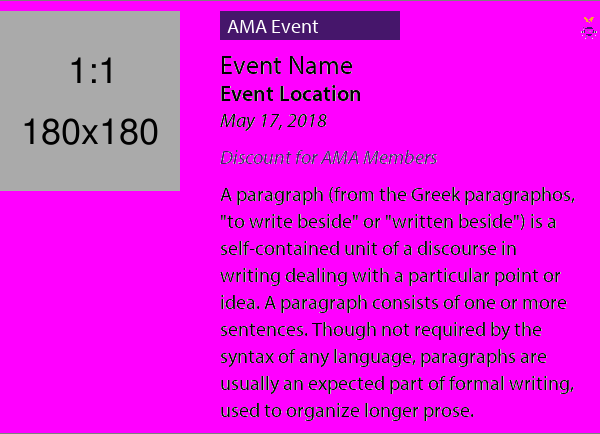 1:1
180x180
AMA Event
Event Name
Event Location
May 17, 2018
Discount for AMA Members
A paragraph (from the Greek paragraphos,
"to write beside" or "written beside") is a
self-contained unit of a discourse in
writing dealing with a particular point or
idea. A paragraph consists of one or more
sentences. Though not required by the
syntax of any language, paragraphs are
usually an expected part of formal writing,
used to organize longer prose.